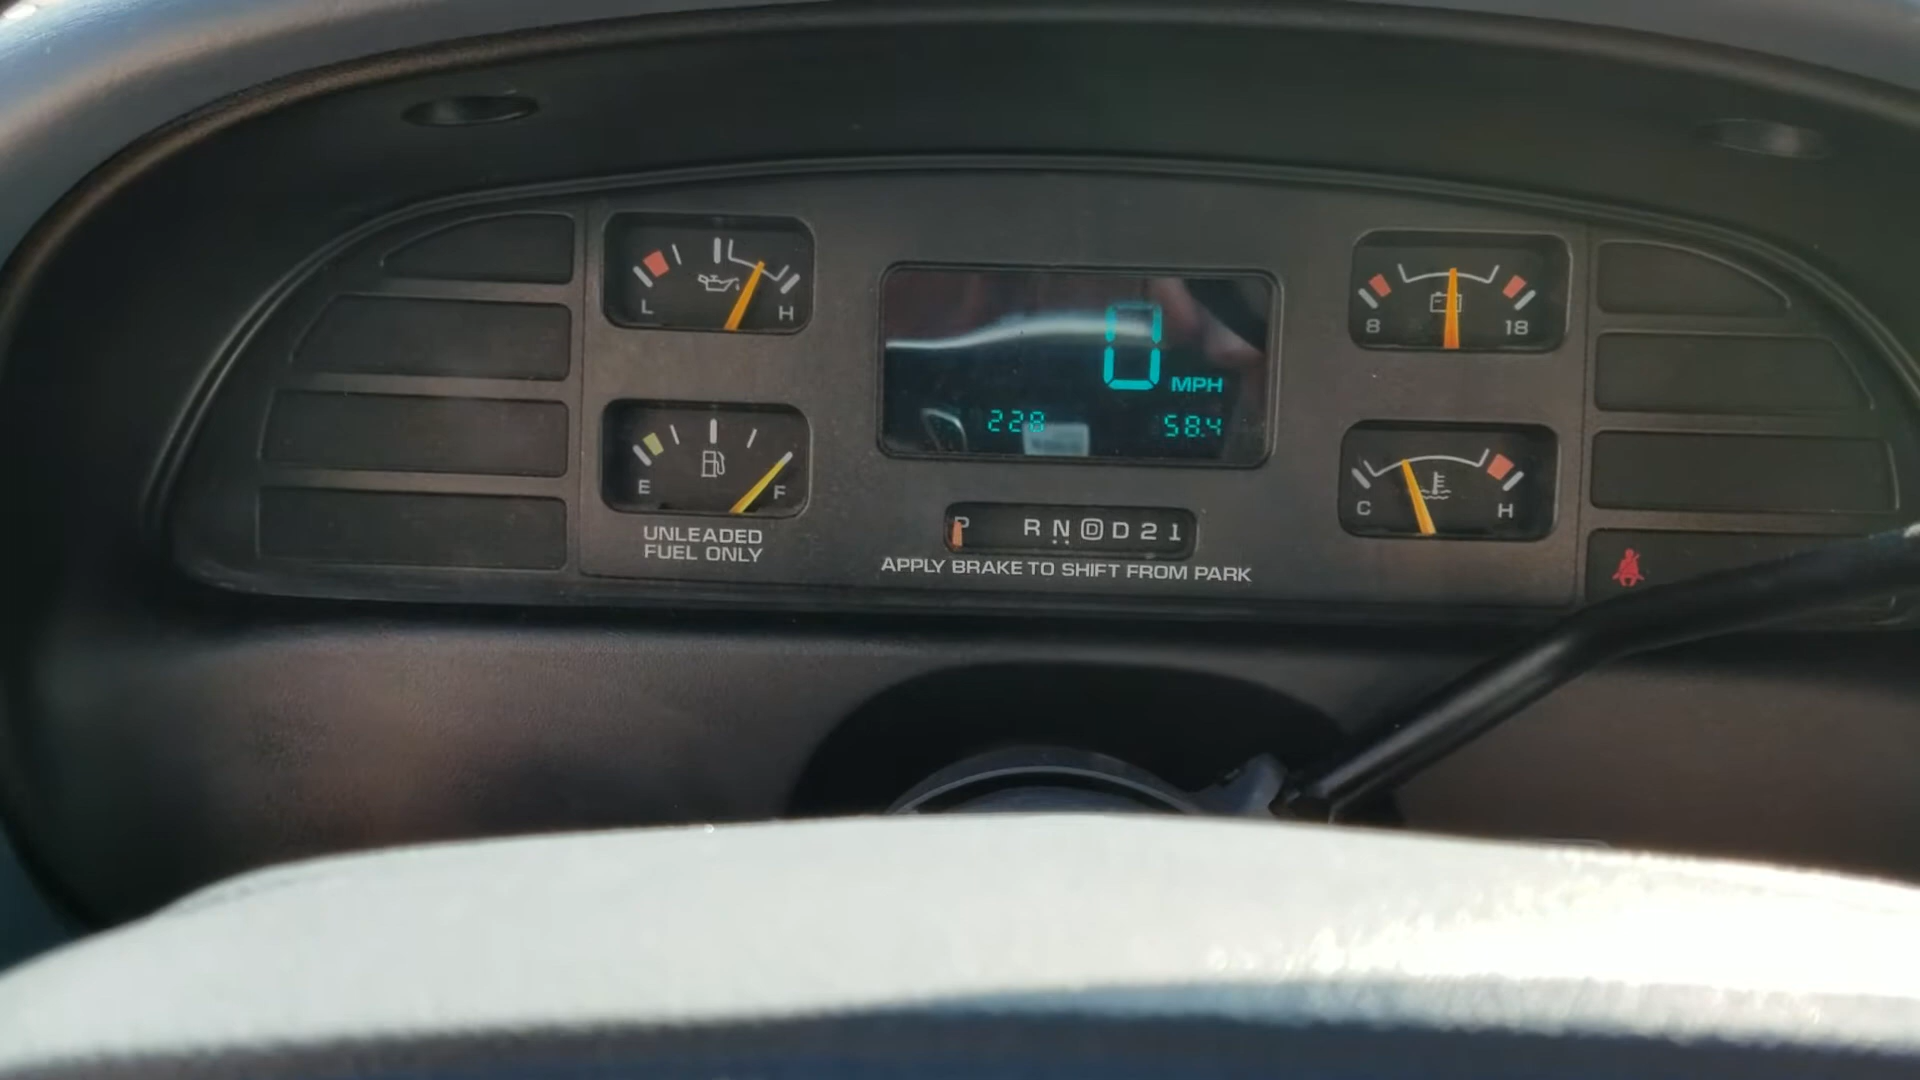 L H
8 18
0 MPH
228 58.4
E F
C H
P R N D D 2 1
UNLEADED
FUEL ONLY
APPLY BRAKE TO SHIFT FROM PARK